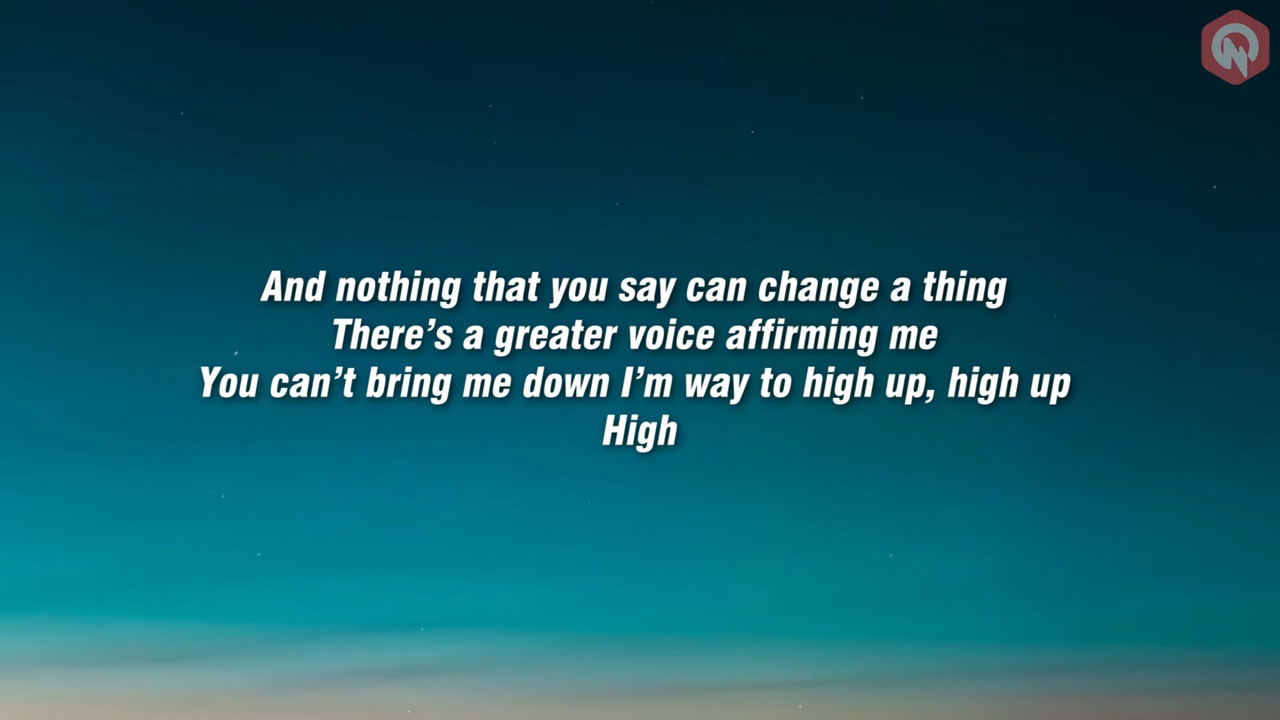 And nothing that you say can change a thing
There’s a greater voice affirming me
You can’t bring me down I’m way to high up, high up
High